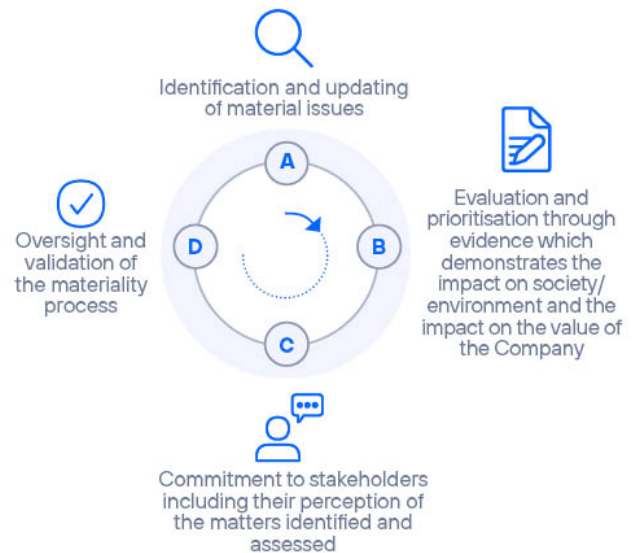 Identification and updating
of material issues
A
B
Evaluation and
prioritisation through
evidence which
demonstrates the
impact on society/
environment and the
impact on the value of
the Company
C
Commitment to stakeholders
including their perception of
the matters identified and
assessed
D
Oversight and
validation of
the materiality
process